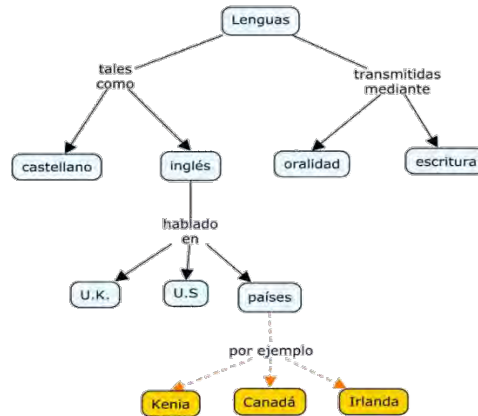 Lenguas
tales
como
transmitidas
mediante
castellano
inglés
oralidad
escritura
hablado
en
U.K.
U.S
países
por ejemplo
Kenia
Canadá
Irlanda